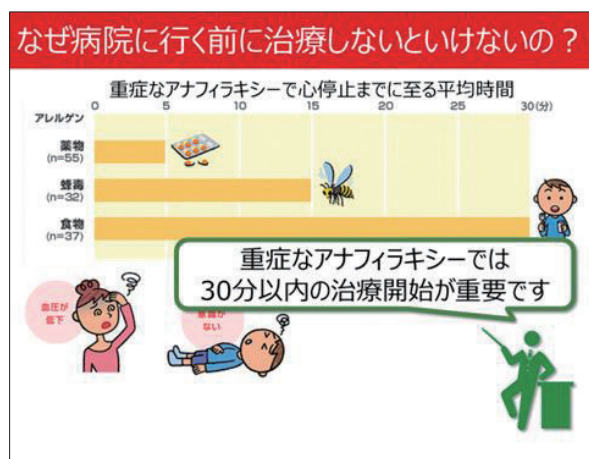 なぜ病院に行く前に治療しないといけないの？
重症なアナフィラキシーで心停止までに至る平均時間
0 5 10 15 20 25 30(分)
アレルゲン
薬物
(n=55)
蜂毒
(n=32)
食物
(n=37)
重症なアナフィラキシーでは
30分以内の治療開始が重要です
血圧が
低下
ない